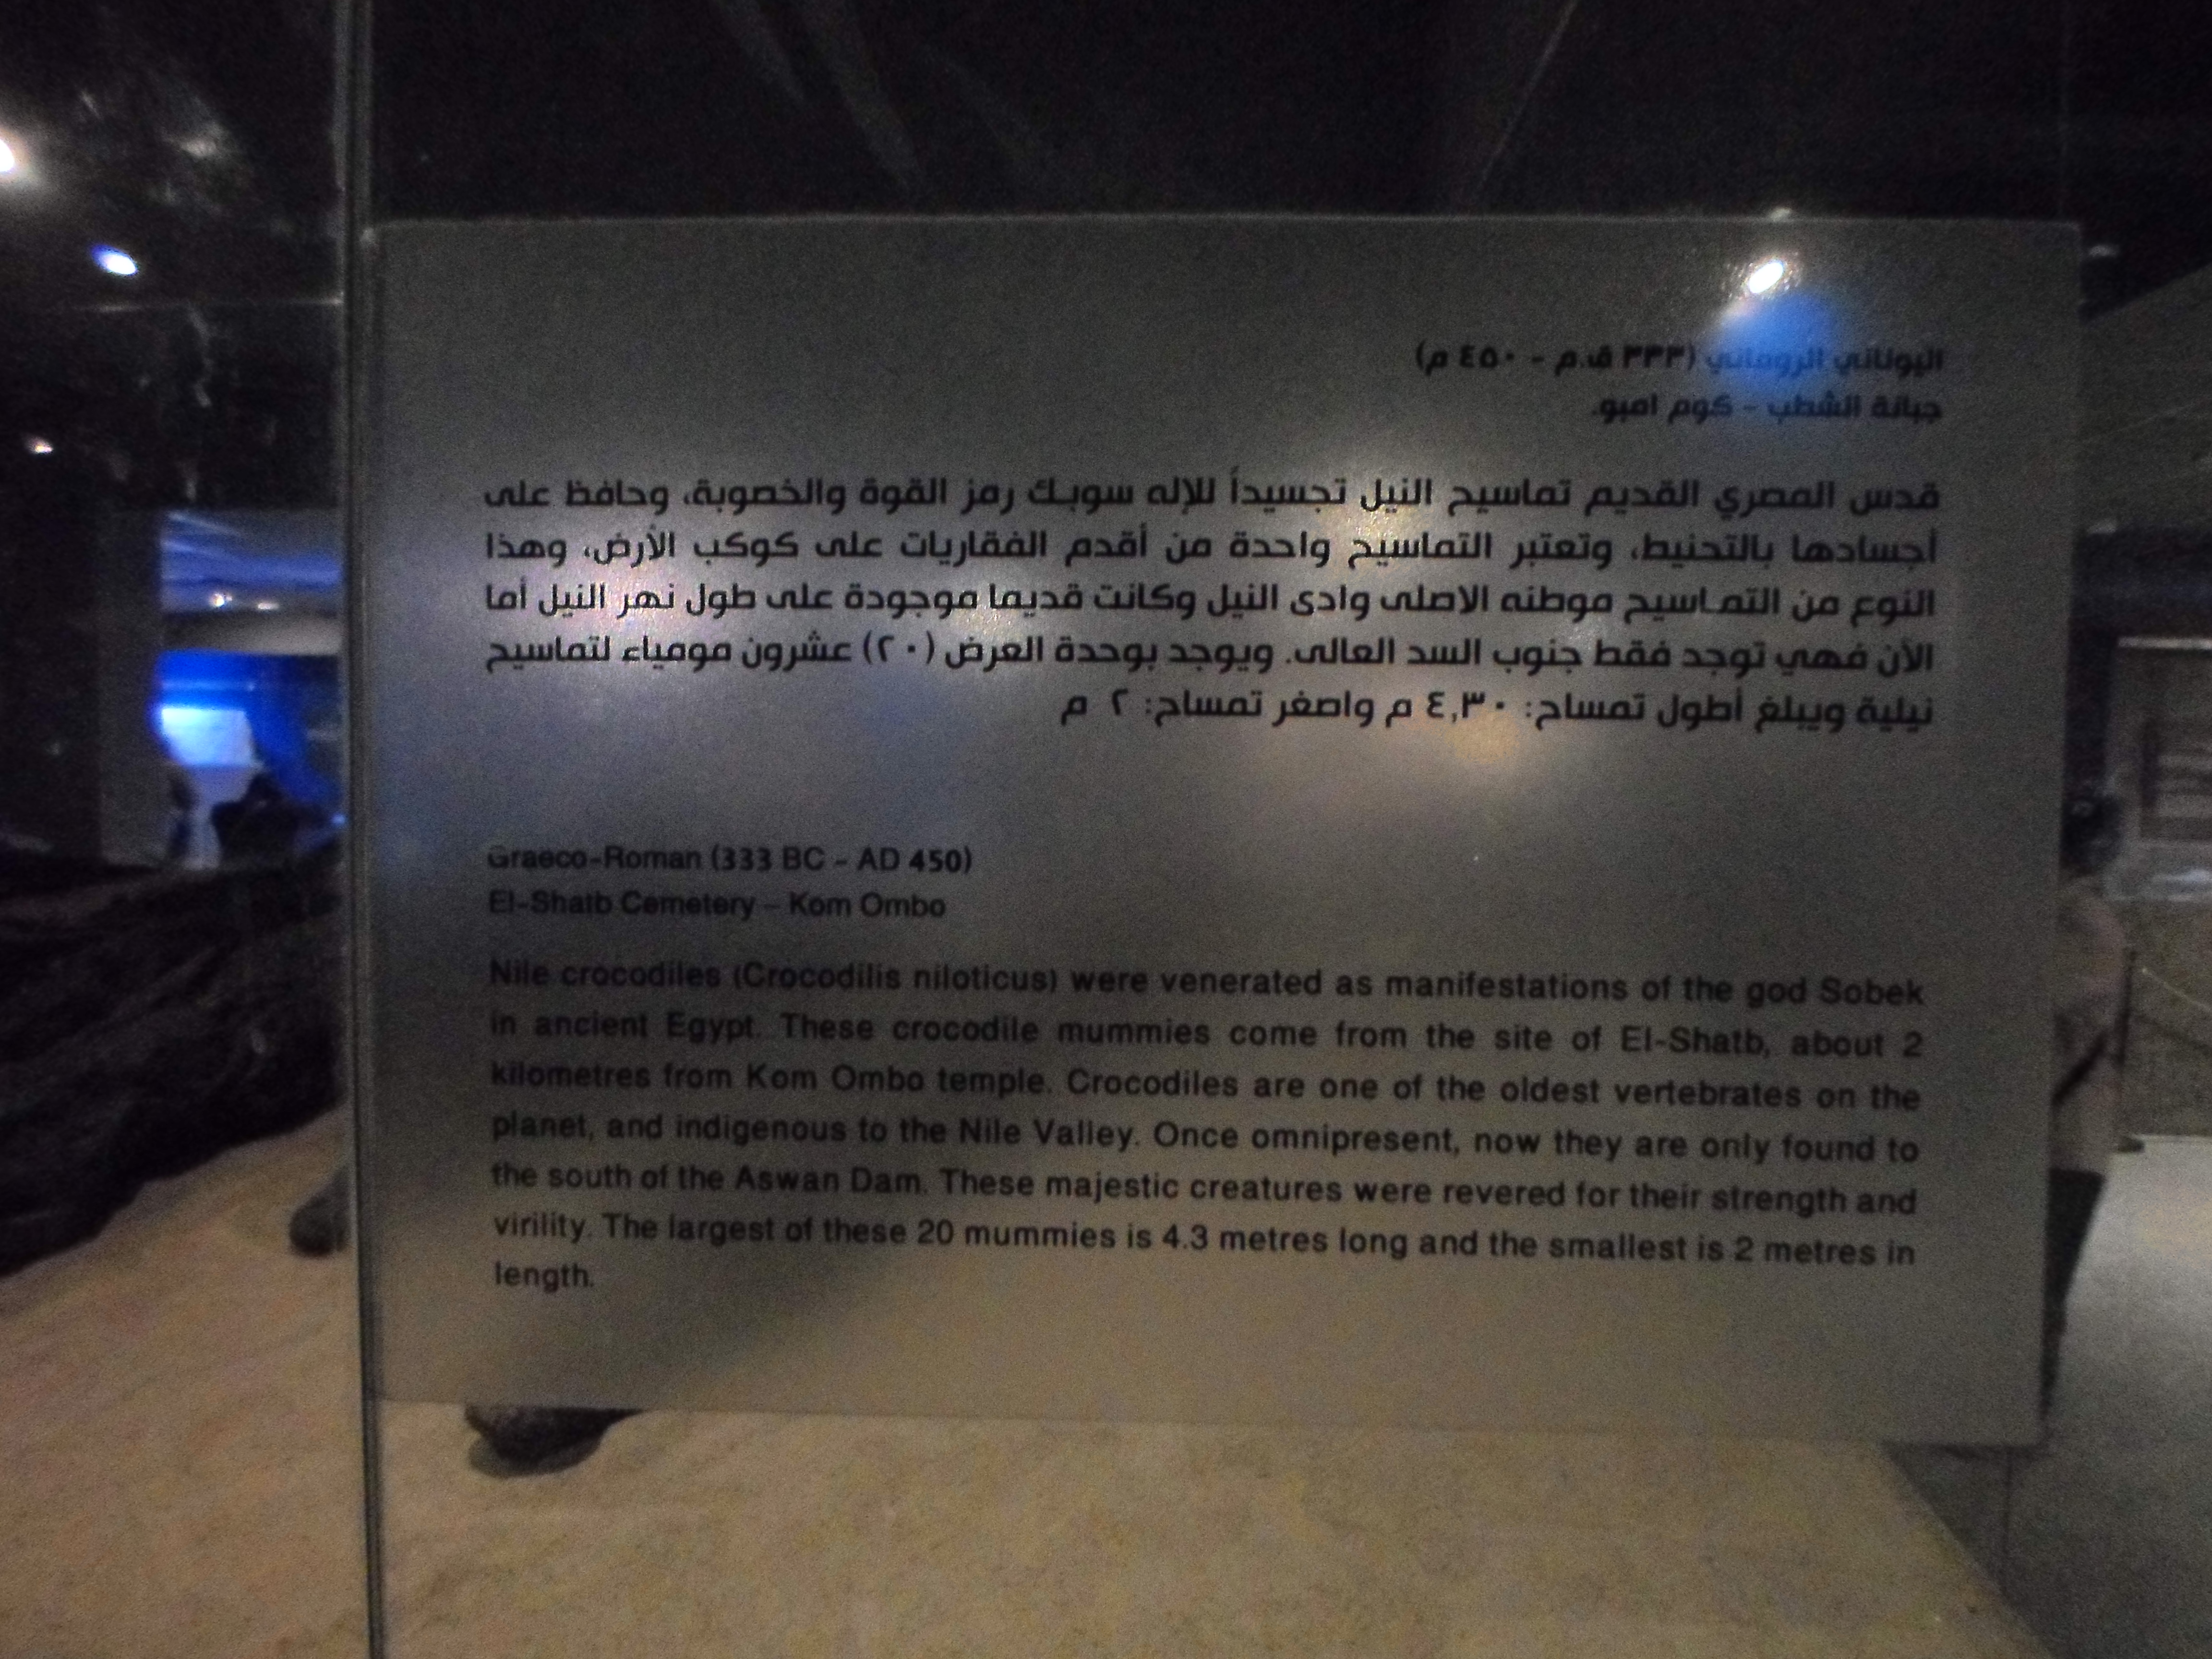 اليوناني الروماني (٣٣٣ ق.م - ٤٥٠ م)
جبانة الشطب - كوم امبو.
قدس المصري القديم تماسيح النيل تجسيداً للإله سوبك رمز القوة والخصوبة، وحافظ على
أجسادها بالتحنيط، وتعتبر التماسيح واحدة من أقدم الفقاريات على كوكب الأرض، وهذا
النوع من التماسيح موطنه الاصلى وادى النيل وكانت قديما موجودة على طول نهر النيل أما
الآن فهي توجد فقط جنوب السد العالى. ويوجد بوحدة العرض (٢٠) عشرون مومياء لتماسيح
نيلية ويبلغ أطول تمساح: ٤,٣٠ م واصغر تمساح: ٢ م
Graeco-Roman (333 BC - AD 450)
El-Shatb Cemetery – Kom Ombo
Nile crocodiles (Crocodilis niloticus) were venerated as manifestations of the god Sobek
in ancient Egypt. These crocodile mummies come from the site of El-Shatb, about 2
kilometres from Kom Ombo temple. Crocodiles are one of the oldest vertebrates on the
planet, and indigenous to the Nile Valley. Once omnipresent, now they are only found to
the south of the Aswan Dam. These majestic creatures were revered for their strength and
virility. The largest of these 20 mummies is 4.3 metres long and the smallest is 2 metres in
length.